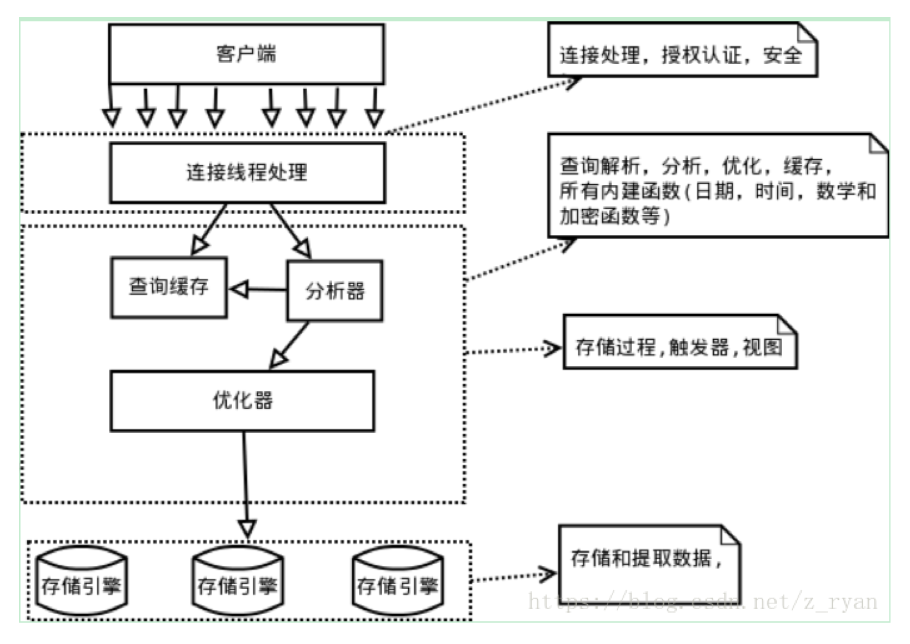 客户端
连接处理，授权认证，安全
连接线程处理
查询解析，分析，优化，缓存，
所有内建函数(日期，时间，数学和
加密函数等)
查询缓存
分析器
存储过程,触发器,视图
优化器
存储和提取数据，
存储引擎
存储引擎
存储引擎
https://blog.csdn.net/z_ryan